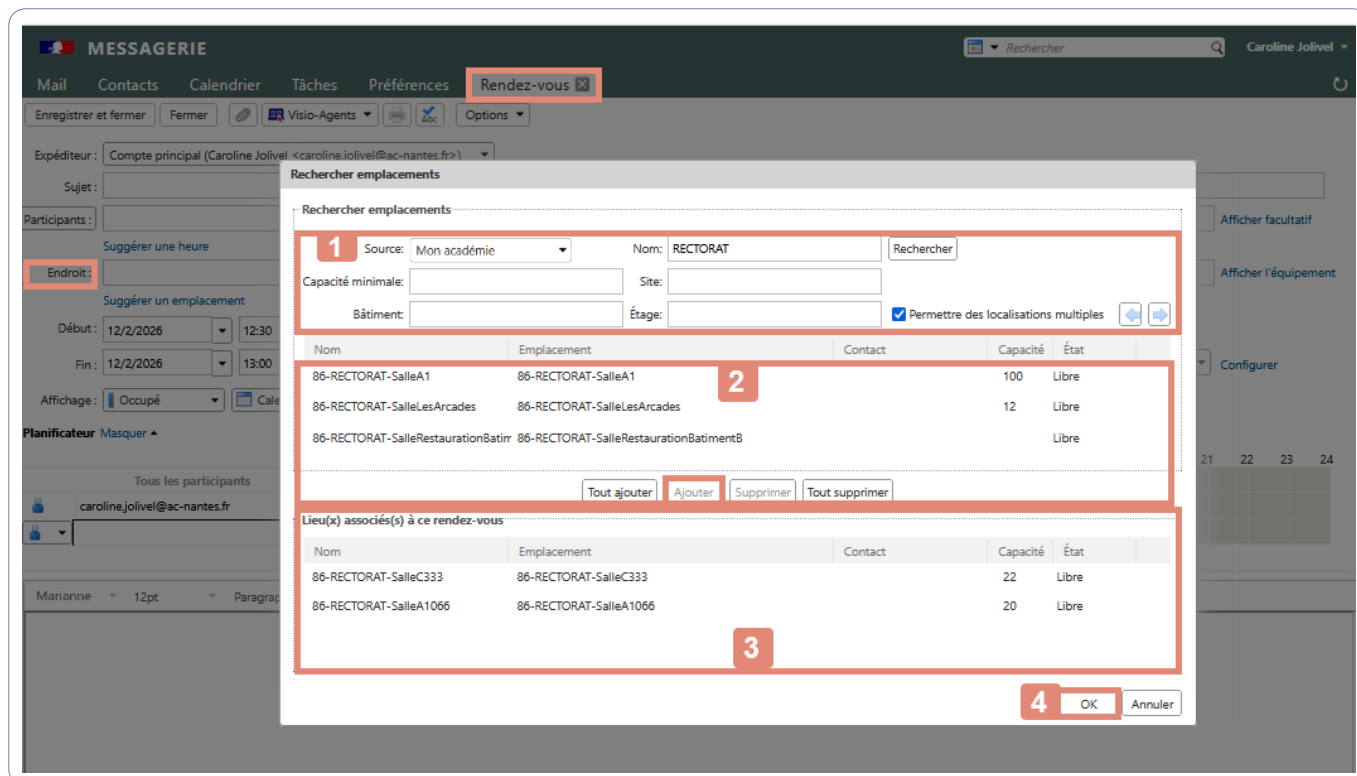 MESSAGERIE
Rechercher
Caroline Jolivel
Mail Contacts Calendrier Tâches Préférences Rendez-vous
Enregistrer et fermer Fermer Visio-Agents Abc Options
Expéditeur : Compte principal (Caroline Jolivel <caroline.jolivel@ac-nantes.fr>)
Rechercher emplacements
Sujet :
Participants :
Afficher facultatif
Rechercher emplacements
1 Source: Mon académie Nom: RECTORAT Rechercher
Suggérer une heure
Endroit :
Afficher l'équipement
Capacité minimale: Site:
Suggérer un emplacement
Bâtiment: Étage: Permettre des localisations multiples
Début : 12/2/2026 12:30
Nom Emplacement Contact Capacité État
Fin : 12/2/2026 13:00
Configurer
86-RECTORAT-SalleA1 86-RECTORAT-SalleA1 100 Libre
2
Affichage : Occupé Cale
86-RECTORAT-SalleLesArcades 86-RECTORAT-SalleLesArcades 12 Libre
Planificateur Masquer
86-RECTORAT-SalleRestaurationBatim 86-RECTORAT-SalleRestaurationBatimentB Libre
21 22 23 24
Tous les participants
Tout ajouter Ajouter Supprimer Tout supprimer
caroline.jolivel@ac-nantes.fr
Lieu(x) associés(s) à ce rendez-vous
Nom Emplacement Contact Capacité État
86-RECTORAT-SalleC333 86-RECTORAT-SalleC333 22 Libre
Marianne 12pt Paragrap
86-RECTORAT-SalleA1066 86-RECTORAT-SalleA1066 20 Libre
3
4 OK Annuler